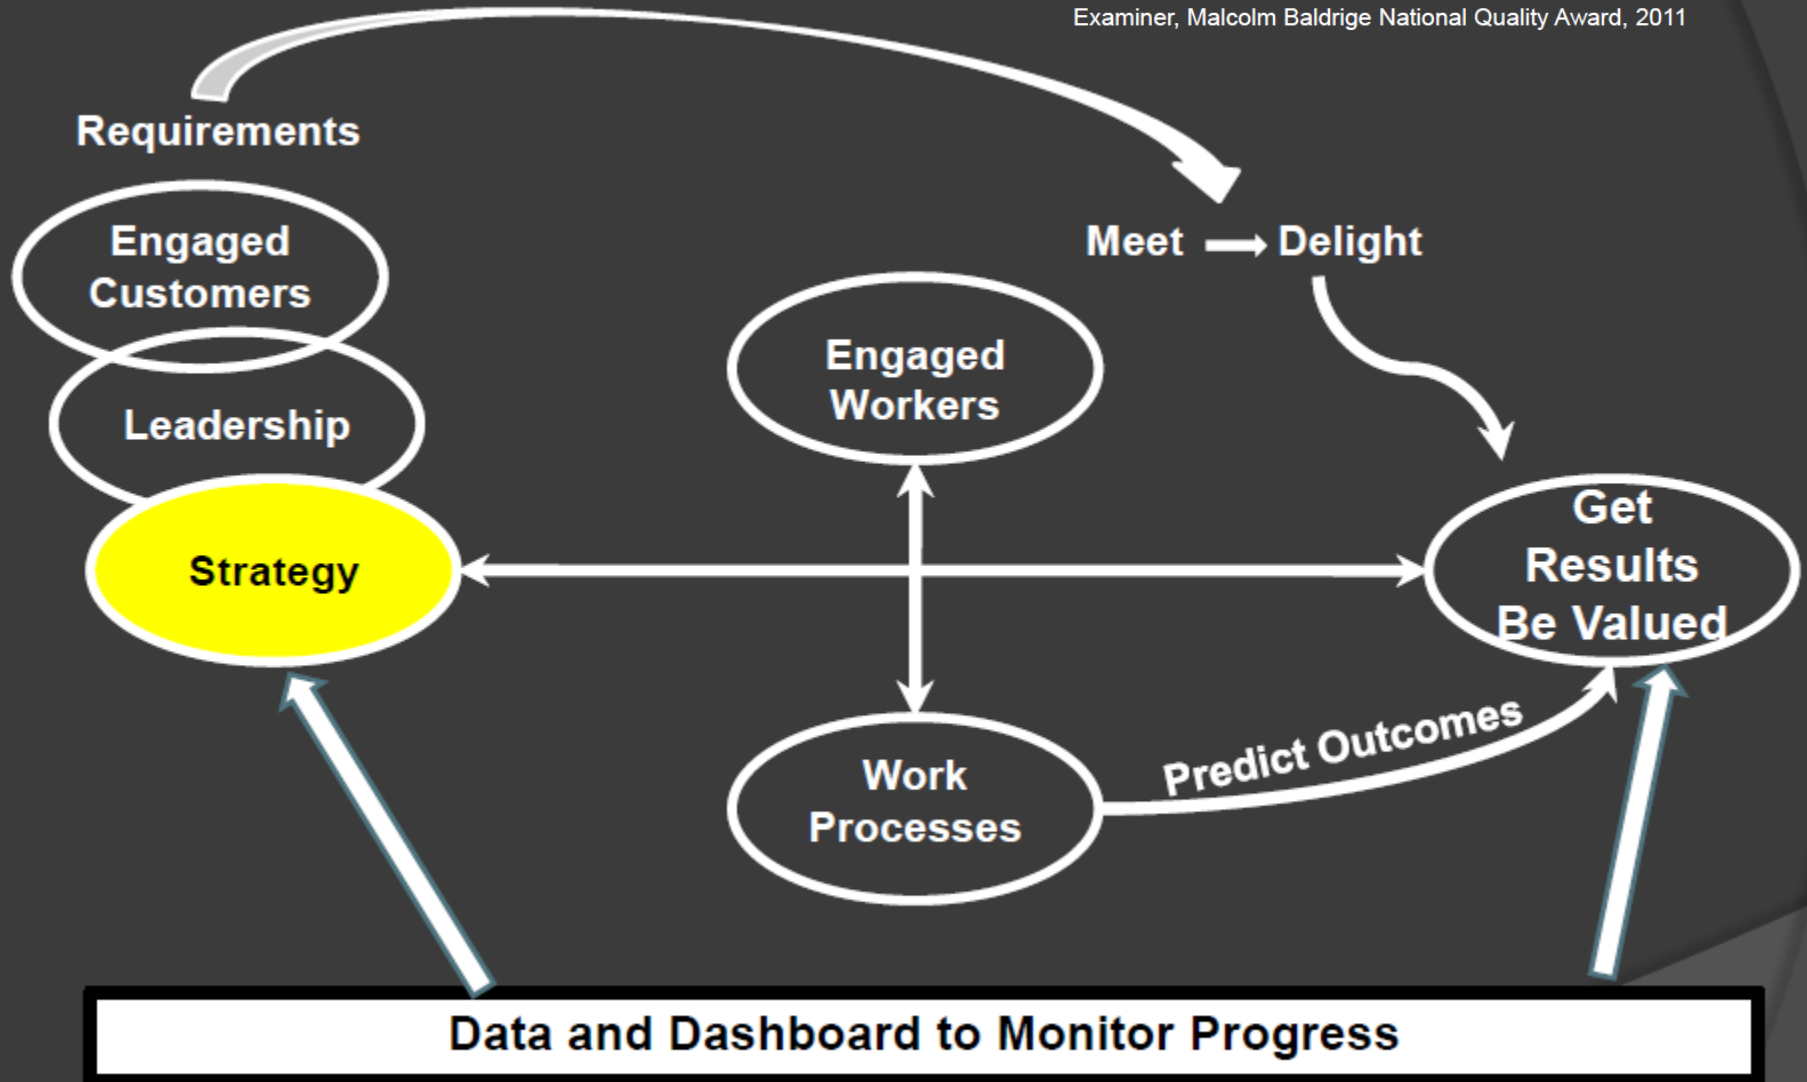 Examiner, Malcolm Baldrige National Quality Award, 2011
Requirements
Engaged
Customers
Leadership
Strategy
Engaged
Workers
Work
Processes
Meet
Delight
Get
Results
Be Valued
Predict Outcomes
Data and Dashboard to Monitor Progress